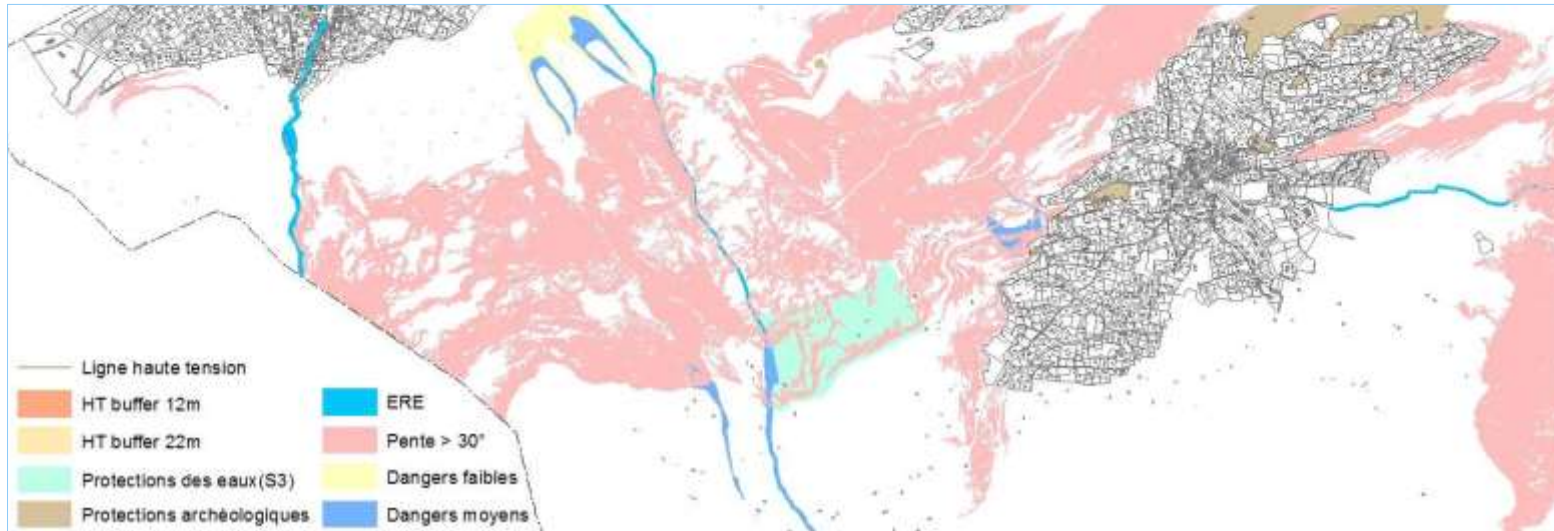 Ligne haute tension
HT buffer 12m
HT buffer 22m
Protections des eaux(S3)
Protections archèologiques
ERE
Pente > 30°
Dangers faibles
Dangers moyens